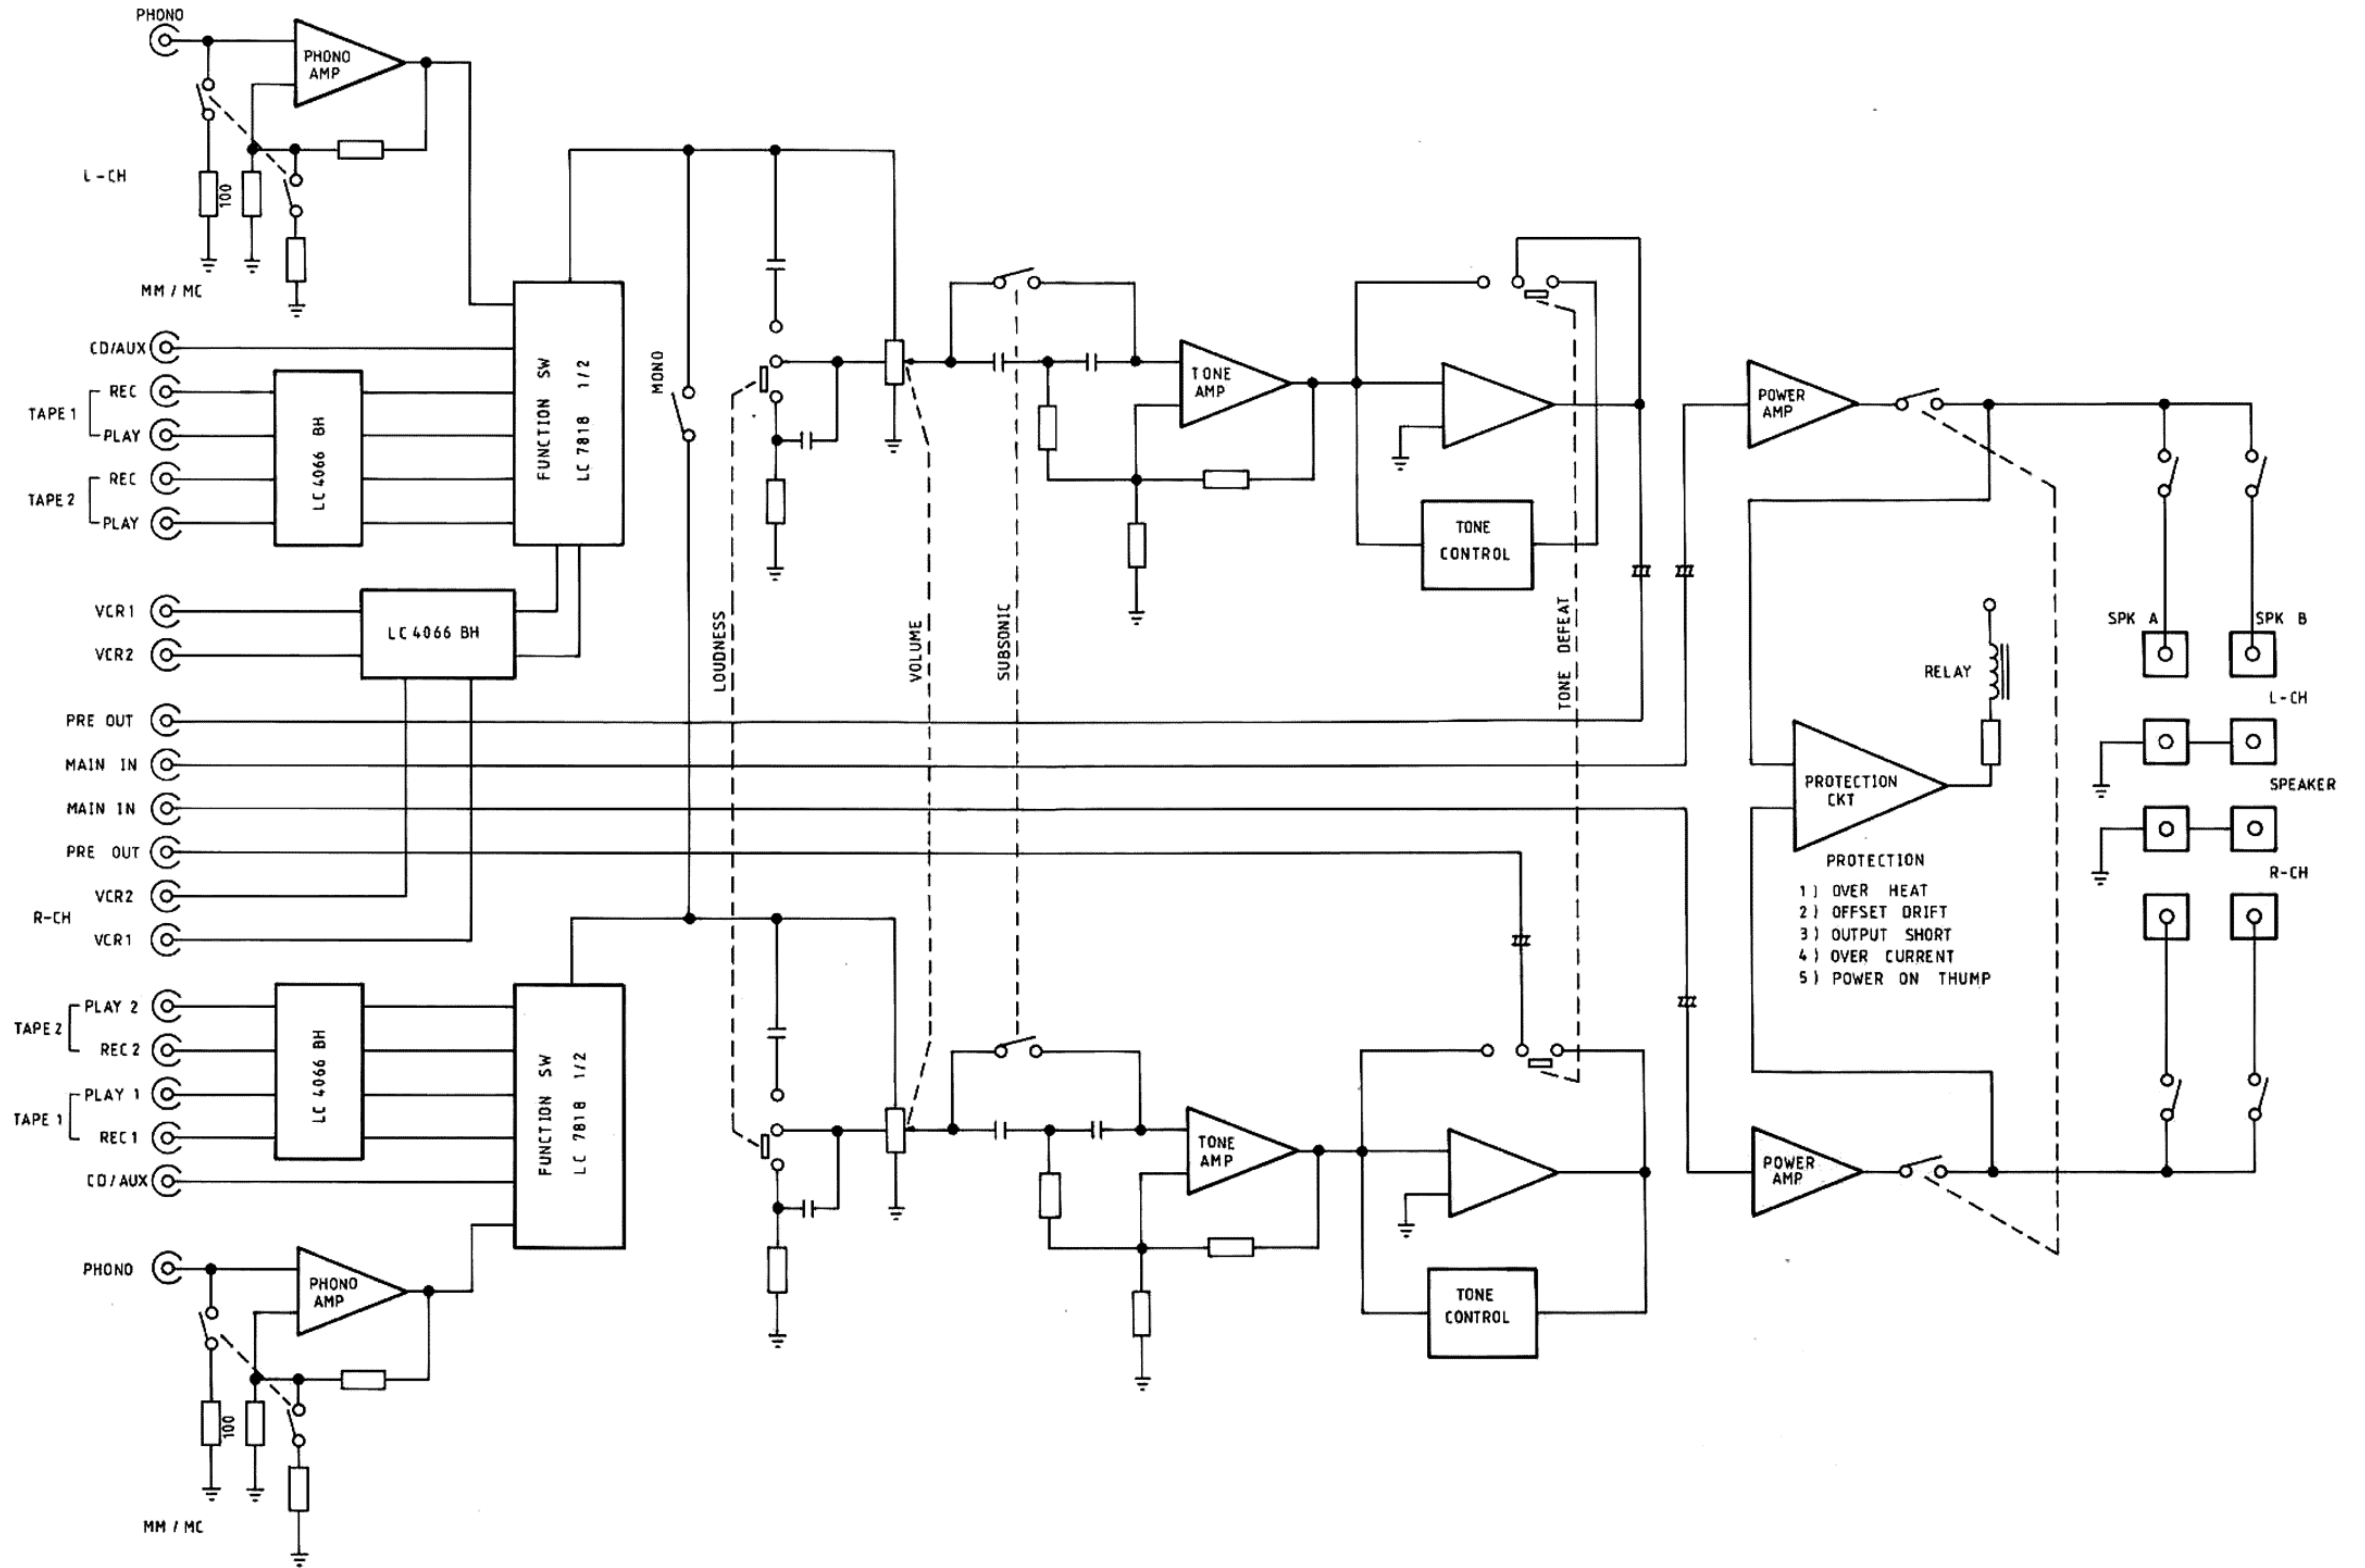 PHONO
PHONO
AMP
L-CH
100
MM / MC
CD/AUX
REC
TAPE 1
PLAY
REC
TAPE 2
PLAY
LC 4066 BH
FUNCTION SW
LC 7818 1/2
MONO
VCR1
VCR2
LC 4066 BH
LOUDNESS
VOLUME
SUBSONIC
TONE DEFEAT
TONE
AMP
TONE
CONTROL
POWER
AMP
SPK A
SPK B
RELAY
L-CH
SPEAKER
R-CH
PROTECTION
CKT
PROTECTION
1) OVER HEAT
2) OFFSET DRIFT
3) OUTPUT SHORT
4) OVER CURRENT
5) POWER ON THUMP
PRE OUT
MAIN IN
MAIN IN
PRE OUT
VCR2
R-CH
VCR1
PLAY 2
TAPE 2
REC 2
PLAY 1
TAPE 1
REC 1
CD/AUX
LC 4066 BH
FUNCTION SW
LC 7818 1/2
TONE
AMP
TONE
CONTROL
POWER
AMP
PHONO
PHONO
AMP
100
MM / MC